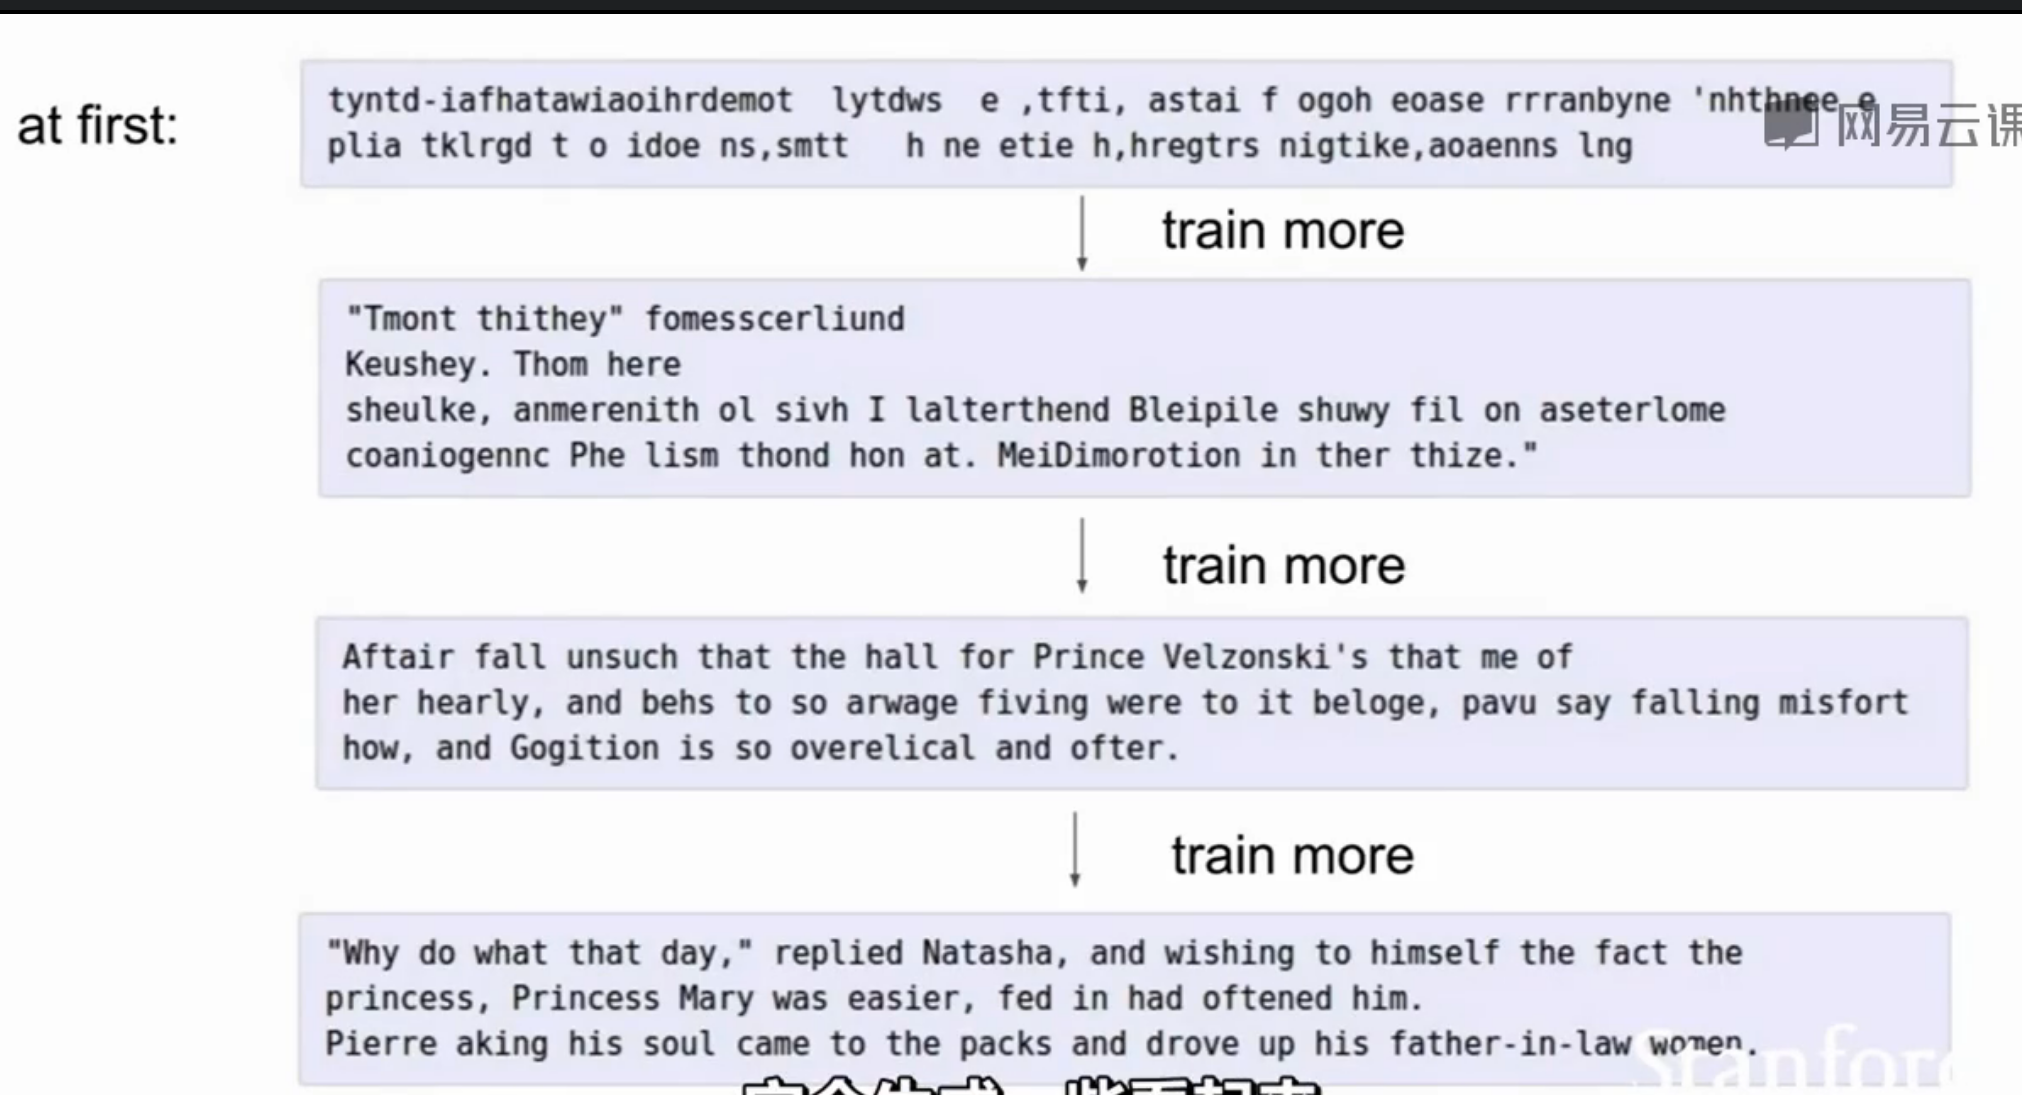 at first:
tyntd-iafhatawiaoihrdemot lytdws e ,tfti, astai f ogoh eoase rrranbyne 'nhthnee e
plia tklrgd t o idoe ns,smtt h ne etie h,hregtrs nigtike,aoaenns lng
网易云课
train more
"Tmont thithey" fomesscerliund
Keushey. Thom here
sheulke, anmerenith ol sivh I lalterthend Bleipile shuwy fil on aseterlome
coaniogennc Phe lism thond hon at. MeiDimorotion in ther thize."
train more
Aftair fall unsuch that the hall for Prince Velzonski's that me of
her hearly, and behs to so arwage fiving were to it beloge, pavu say falling misfort
how, and Gogition is so overelical and ofter.
train more
"Why do what that day," replied Natasha, and wishing to himself the fact the
princess, Princess Mary was easier, fed in had oftened him.
Pierre aking his soul came to the packs and drove up his father-in-law women.